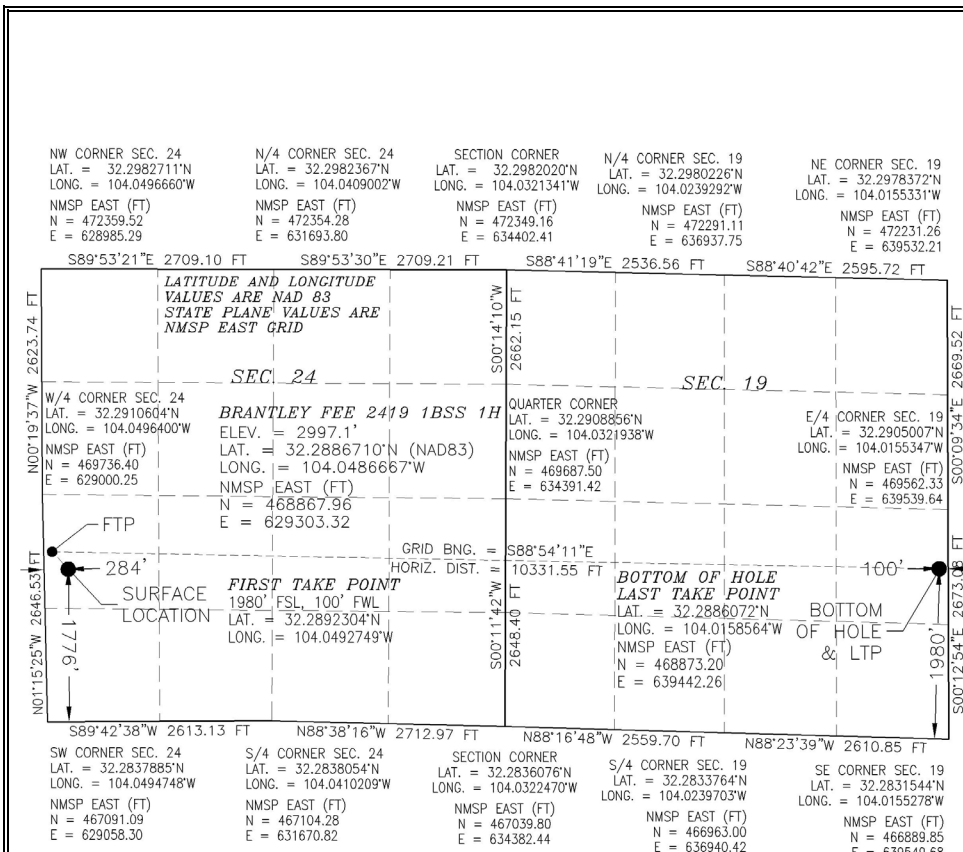 NW CORNER SEC. 24
LAT. = 32.2982711°N
LONG. = 104.0496660°W
NMSP EAST (FT)
N = 472359.52
E = 628985.29
N/4 CORNER SEC. 24
LAT. = 32.2982367°N
LONG. = 104.0409002°W
NMSP EAST (FT)
N = 472354.28
E = 631693.80
SECTION CORNER
LAT. = 32.2982020°N
LONG. = 104.0321341°W
NMSP EAST (FT)
N = 472349.16
E = 634402.41
N/4 CORNER SEC. 19
LAT. = 32.2980226°N
LONG. = 104.0239292°W
NMSP EAST (FT)
N = 472291.11
E = 636937.75
NE CORNER SEC. 19
LAT. = 32.2978372°N
LONG. = 104.0155331°W
NMSP EAST (FT)
N = 472231.26
E = 639532.21
S89°53'21"E 2709.10 FT
S89°53'30"E 2709.21 FT
S88°41'19"E 2536.56 FT
S88°40'42"E 2595.72 FT
LATITUDE AND LONGITUDE
VALUES ARE NAD 83
STATE PLANE VALUES ARE
NMSP EAST GRID
N00°19'37"W 2623.74 FT
S00°14'10"W
2662.15 FT
S00°09'34"E 2669.52 FT
SEC. 24
SEC. 19
W/4 CORNER SEC. 24
LAT. = 32.2910604°N
LONG. = 104.0496400°W
NMSP EAST (FT)
N = 469736.40
E = 629000.25
BRANTLEY FEE 2419 1BSS 1H
ELEV. = 2997.1'
LAT. = 32.2886710°N (NAD83)
LONG. = 104.0486667°W
NMSP EAST (FT)
N = 468867.96
E = 629303.32
QUARTER CORNER
LAT. = 32.2908856°N
LONG. = 104.0321938°W
NMSP EAST (FT)
N = 469687.50
E = 634391.42
E/4 CORNER SEC. 19
LAT. = 32.2905007°N
LONG. = 104.0155347°W
NMSP EAST (FT)
N = 469562.33
E = 639539.64
FTP
GRID BNG. = S88°54'11"E
HORIZ. DIST. = 10331.55 FT
284'
SURFACE
LOCATION
1776'
N01°15'25"W 2646.53 FT
FIRST TAKE POINT
1980' FSL, 100' FWL
LAT. = 32.2892304°N
LONG. = 104.0492749°W
S00°11'42"W
2648.40 FT
BOTTOM OF HOLE
LAST TAKE POINT
LAT. = 32.2886072°N
LONG. = 104.0158564°W
NMSP EAST (FT)
N = 468873.20
E = 639442.26
100'
BOTTOM
OF HOLE
& LTP
1980'
S00°12'54"E 2673.08 FT
S89°42'38"W 2613.13 FT
N88°38'16"W 2712.97 FT
N88°16'48"W 2559.70 FT
N88°23'39"W 2610.85 FT
SW CORNER SEC. 24
LAT. = 32.2837885°N
LONG. = 104.0494748°W
NMSP EAST (FT)
N = 467091.09
E = 629058.30
S/4 CORNER SEC. 24
LAT. = 32.2838054°N
LONG. = 104.0410209°W
NMSP EAST (FT)
N = 467104.28
E = 631670.82
SECTION CORNER
LAT. = 32.2836076°N
LONG. = 104.0322470°W
NMSP EAST (FT)
N = 467039.80
E = 634382.44
S/4 CORNER SEC. 19
LAT. = 32.2833764°N
LONG. = 104.0239703°W
NMSP EAST (FT)
N = 466963.00
E = 636940.42
SE CORNER SEC. 19
LAT. = 32.2831544°N
LONG. = 104.0155278°W
NMSP EAST (FT)
N = 466889.85
E = 639549.68